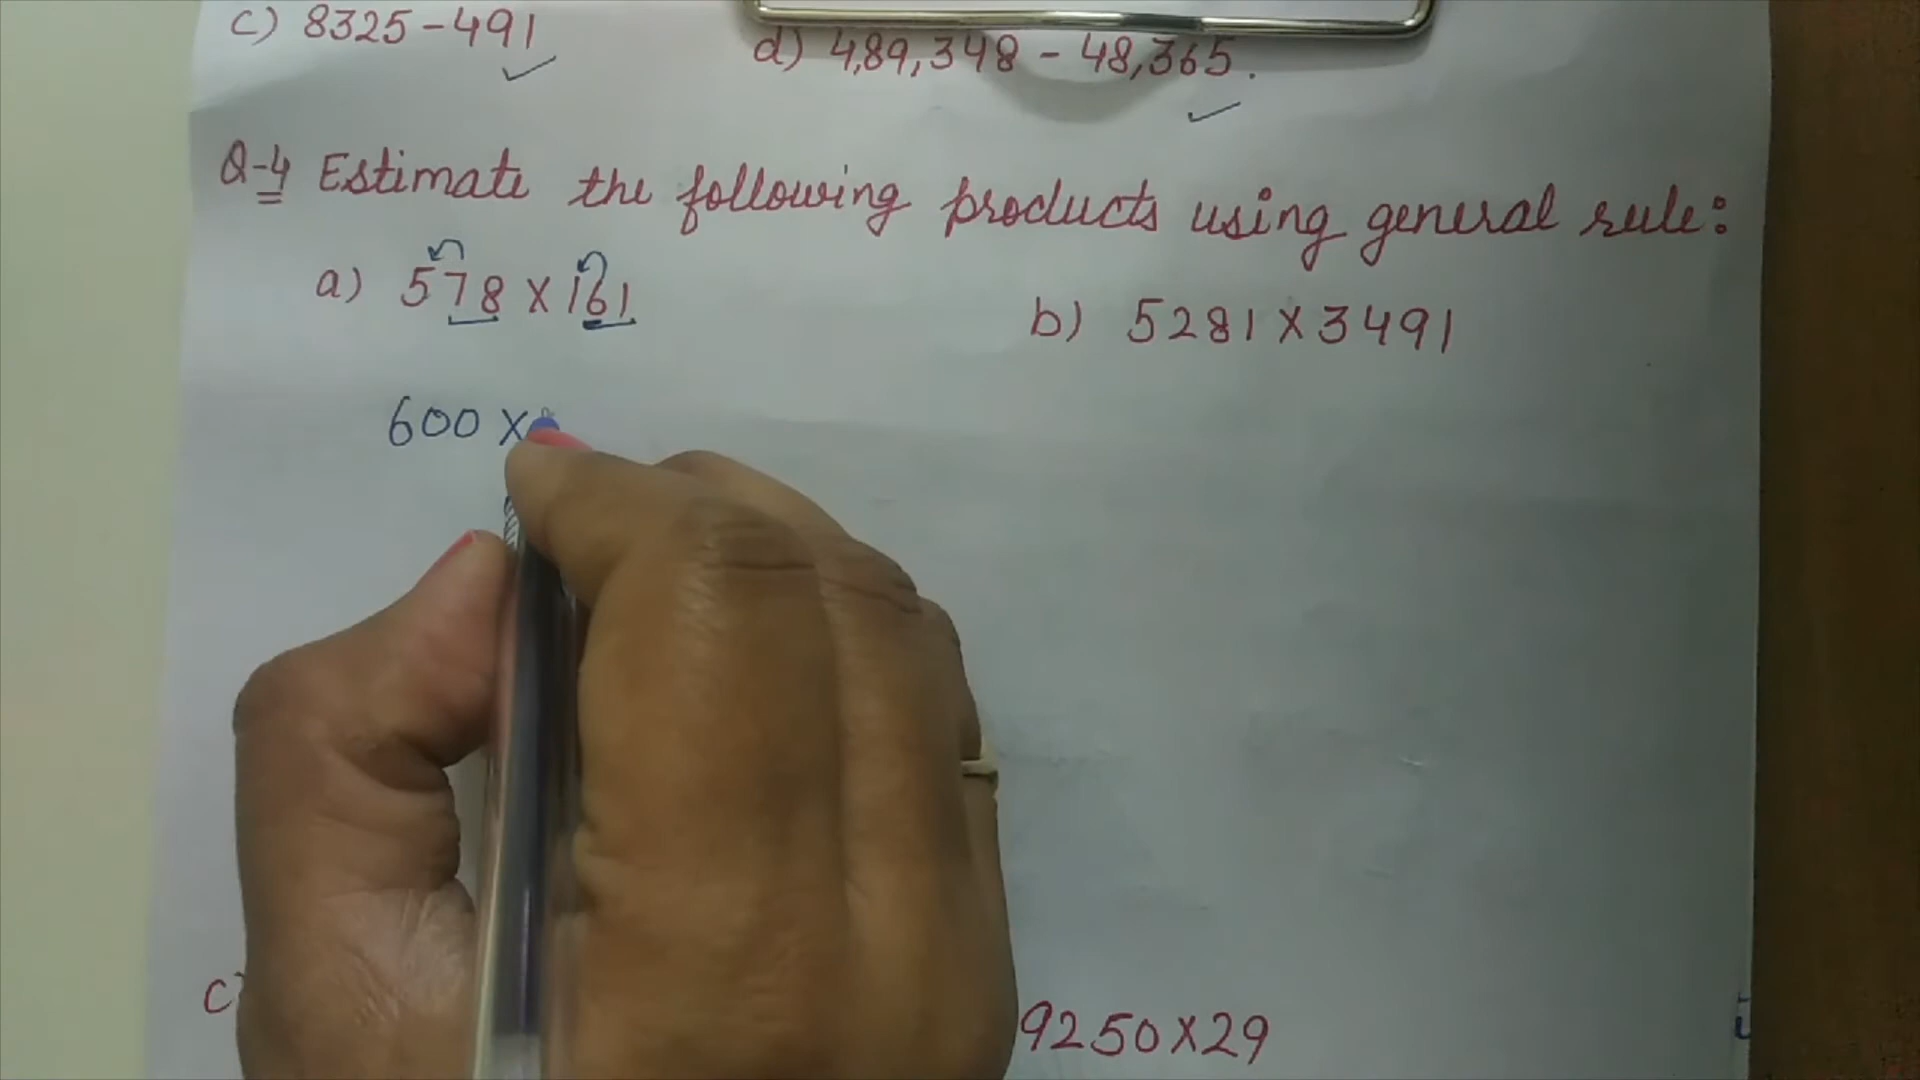 c) 8325-491
d) 4,89,348 - 48,365.
Q-4 Estimate the following products using general rule:
a) 578 X 161
b) 5281 X 3491
600 X
c)
9250 X 29